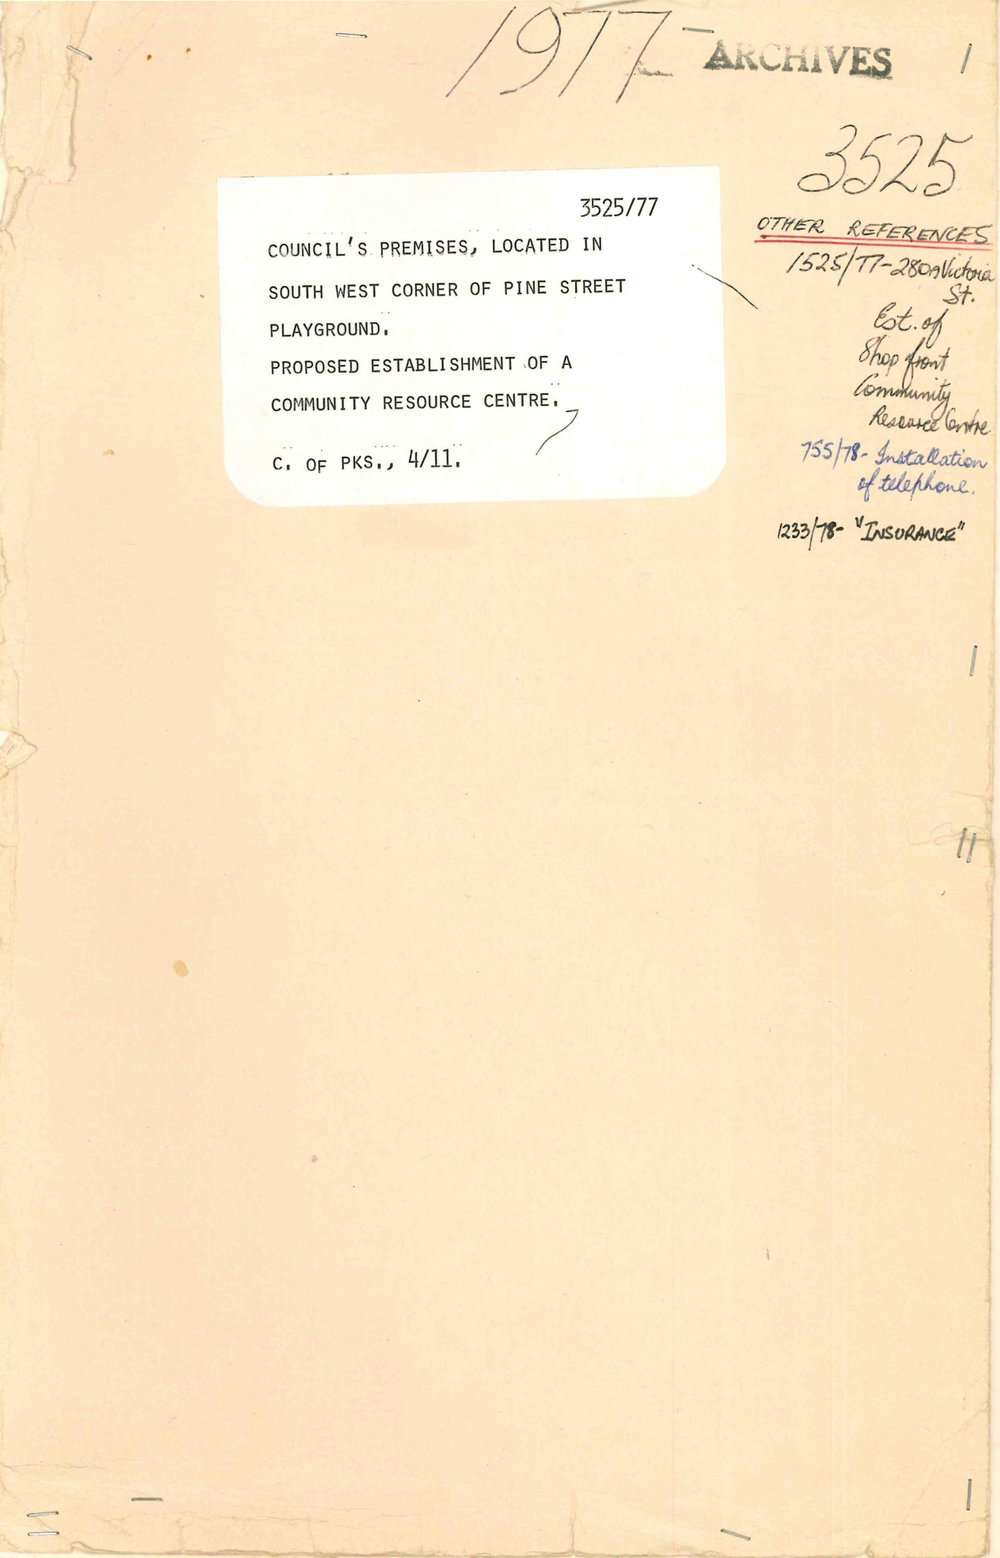 1977
ARCHIVES
3525
3525/77
COUNCIL'S PREMISES, LOCATED IN
SOUTH WEST CORNER OF PINE STREET
PLAYGROUND.
PROPOSED ESTABLISHMENT OF A
COMMUNITY RESOURCE CENTRE.
C. OF PKS., 4/11.
OTHER REFERENCES
1525/77-280A Victoria
St.
Est. of
Shop front
Community
Resource Centre
755/78- Installation
of telephone.
1233/78- "INSURANCE"